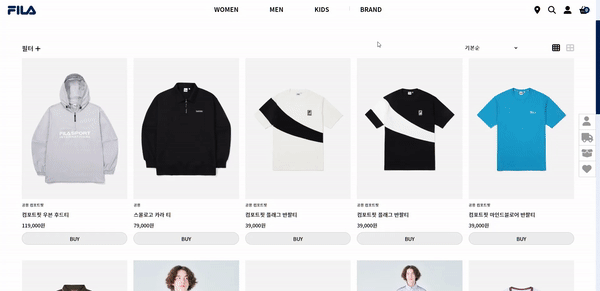 FILA
WOMEN MEN KIDS BRAND
필터 +
기본순
공용 컴포트핏
컴포트핏 우븐 후드티
119,000원
BUY
공용
스몰로고 카라 티
79,000원
BUY
공용 컴포트핏
컴포트핏 플래그 반팔티
39,000원
BUY
공용 컴포트핏
컴포트핏 플래그 반팔티
39,000원
BUY
공용 컴포트핏
컴포트핏 마인드블로어 반팔티
39,000원
BUY